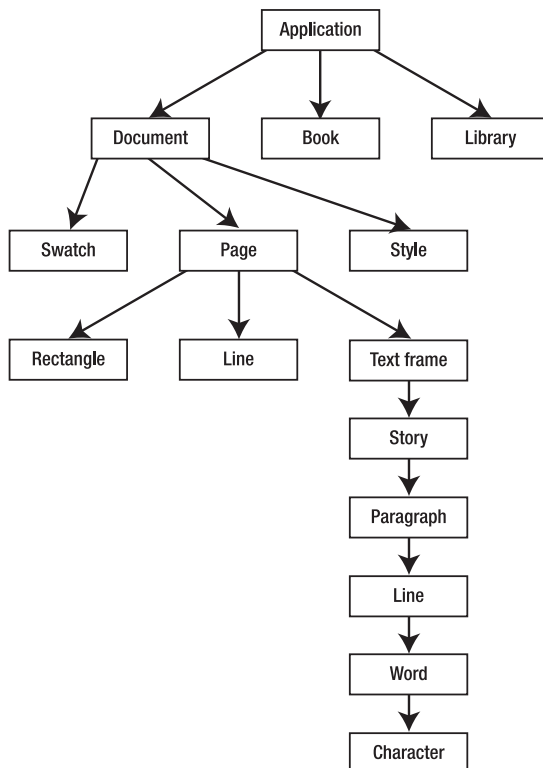 Application
Document
Book
Library
Swatch
Page
Style
Rectangle
Line
Text frame
Story
Paragraph
Line
Word
Character